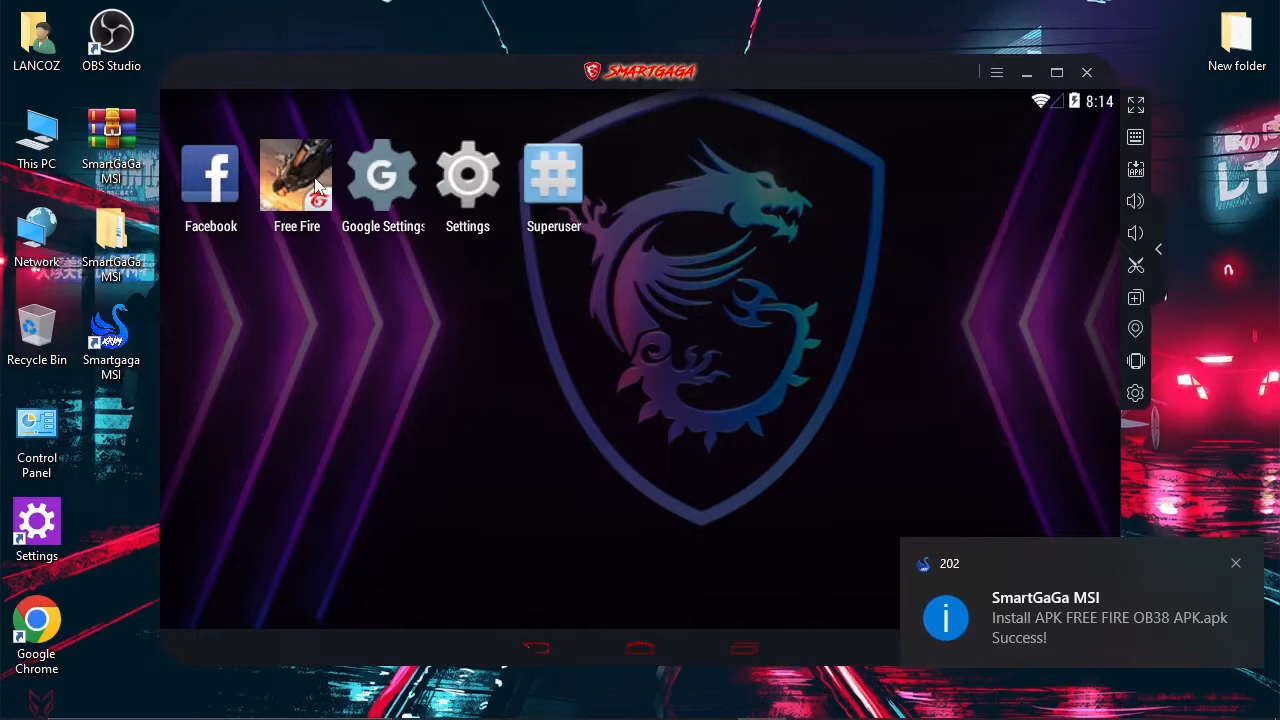 LANCOZ
OBS Studio
New folder
SMARTGAGA
8:14
This PC
SmartGaGa
MSI
Facebook
Free Fire
Google Settings
Settings
Superuser
Network
SmartGaGa
MSI
Recycle Bin
Smartgaga
MSI
Control
Panel
Settings
Google
Chrome
202
SmartGaGa MSI
Install APK FREE FIRE OB38 APK.apk
Success!